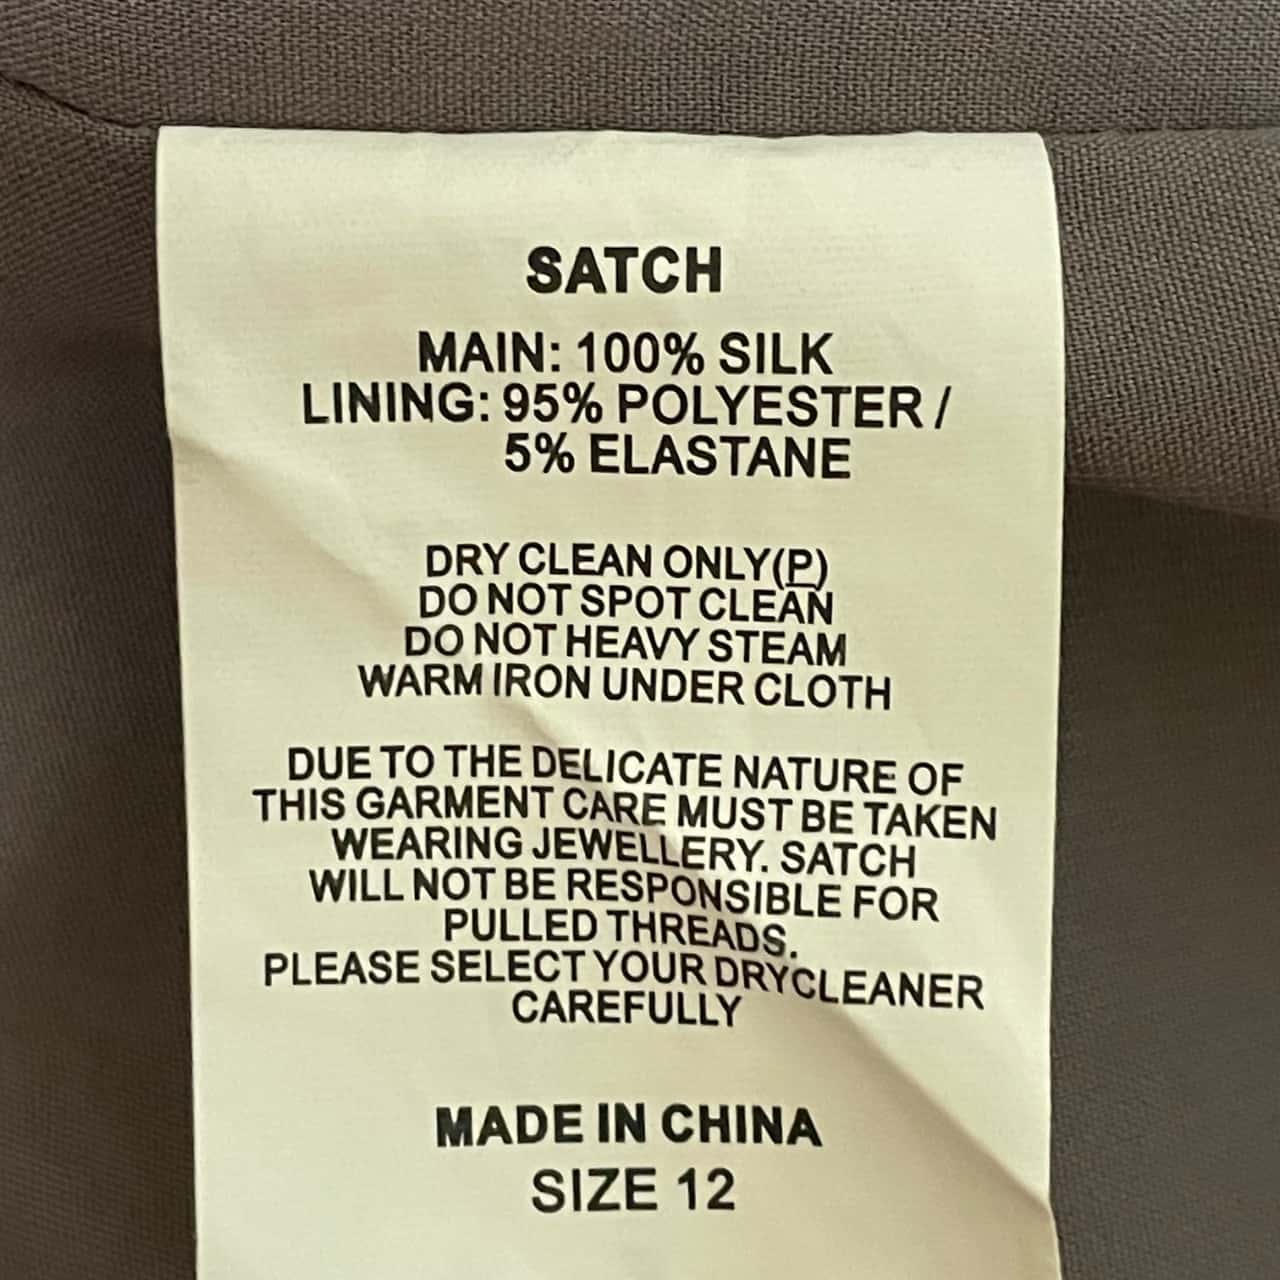 SATCH
MAIN: 100% SILK
LINING: 95% POLYESTER /
5% ELASTANE
DRY CLEAN ONLY(P)
DO NOT SPOT CLEAN
DO NOT HEAVY STEAM
WARM IRON UNDER CLOTH
DUE TO THE DELICATE NATURE OF
THIS GARMENT CARE MUST BE TAKEN
WEARING JEWELLERY. SATCH
WILL NOT BE RESPONSIBLE FOR
PULLED THREADS.
PLEASE SELECT YOUR DRYCLEANER
CAREFULLY
MADE IN CHINA
SIZE 12